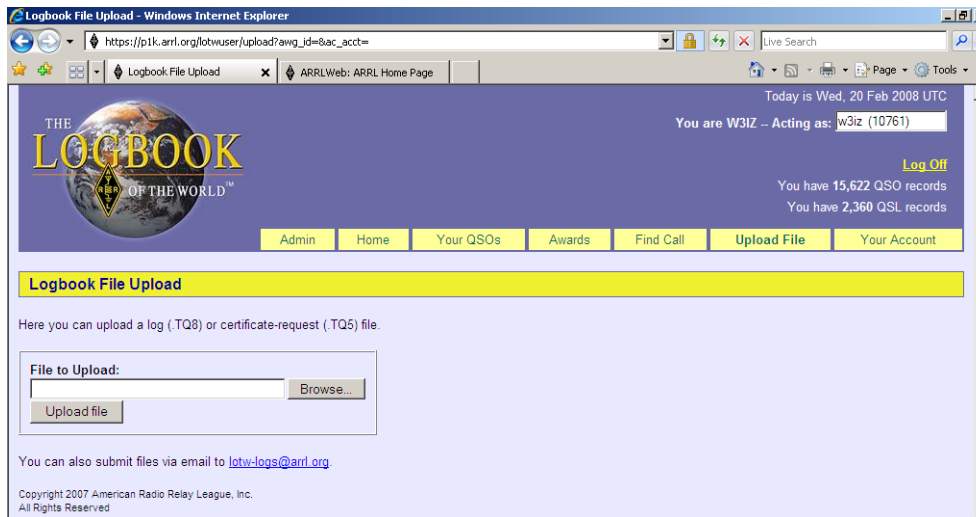 Logbook File Upload - Windows Internet Explorer
https://p1k.arrl.org/lotwuser/upload?awg_id=&ac_acct=
Live Search
Logbook File Upload
ARRLWeb: ARRL Home Page
Page
Tools
Today is Wed, 20 Feb 2008 UTC
You are W3IZ -- Acting as: w3iz (10761)
THE
LOGBOOK
OF THE WORLD™
Log Off
You have 15,622 QSO records
You have 2,360 QSL records
Admin Home Your QSOs Awards Find Call Upload File Your Account
Logbook File Upload
Here you can upload a log (.TQ8) or certificate-request (.TQ5) file.
File to Upload:
Browse...
Upload file
You can also submit files via email to lotw-logs@arrl.org.
Copyright 2007 American Radio Relay League, Inc.
All Rights Reserved